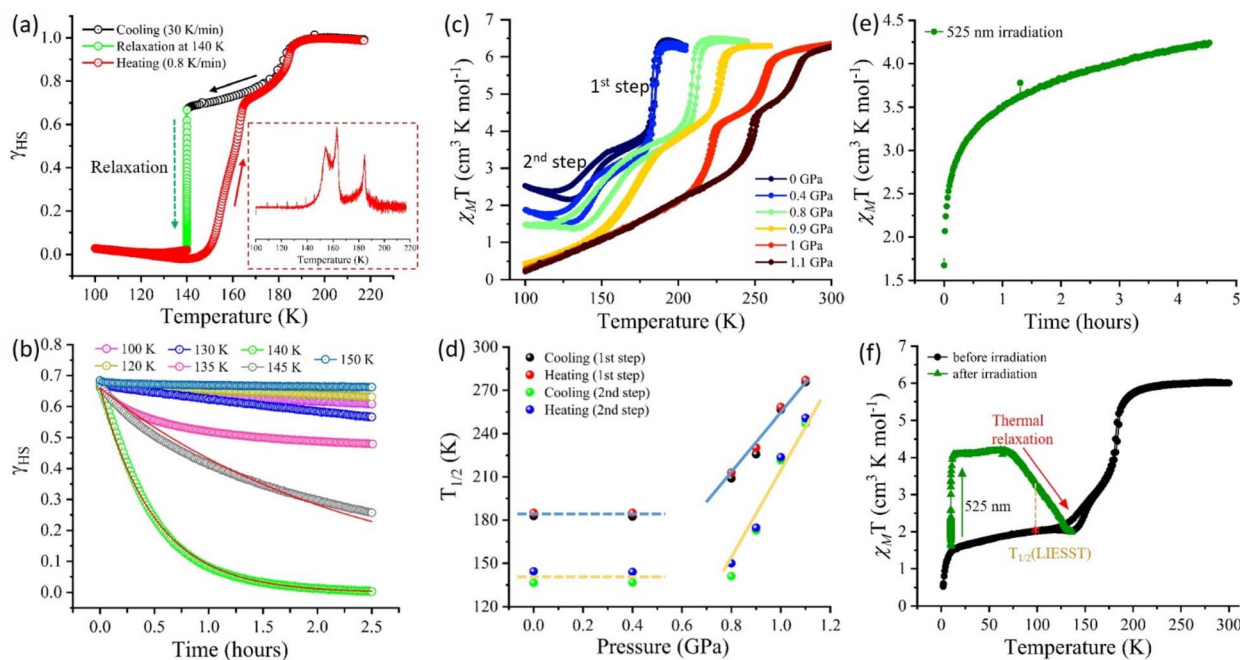 (a)
Cooling (30 K/min)
Relaxation at 140 K
Heating (0.8 K/min)
1.0
0.8
0.6
0.4
0.2
0.0
γHS
Relaxation
100 120 140 160 180 200 220
Temperature (K)
100 120 140 160 180 200 220
Temperature (K)
(b)
0.8
0.7
0.6
0.5
0.4
0.3
0.2
0.1
0.0
γHS
100 K 130 K 140 K 150 K
120 K 135 K 145 K
0.0 0.5 1.0 1.5 2.0 2.5
Time (hours)
(c)
7
6
5
4
3
2
1
0
χMT (cm³ K mol⁻¹)
1st step
2nd step
0 GPa
0.4 GPa
0.8 GPa
0.9 GPa
1 GPa
1.1 GPa
100 150 200 250 300
Temperature (K)
(d)
300
270
240
210
180
150
120
T1/2 (K)
Cooling (1st step)
Heating (1st step)
Cooling (2nd step)
Heating (2nd step)
0.0 0.2 0.4 0.6 0.8 1.0 1.2
Pressure (GPa)
(e)
525 nm irradiation
4.5
4.0
3.5
3.0
2.5
2.0
1.5
χMT (cm³ K mol⁻¹)
0 1 2 3 4 5
Time (hours)
(f)
before irradiation
after irradiation
7
6
5
4
3
2
1
0
χMT (cm³ K mol⁻¹)
Thermal
relaxation
525 nm
T1/2(LIESST)
0 50 100 150 200 250 300
Temperature (K)